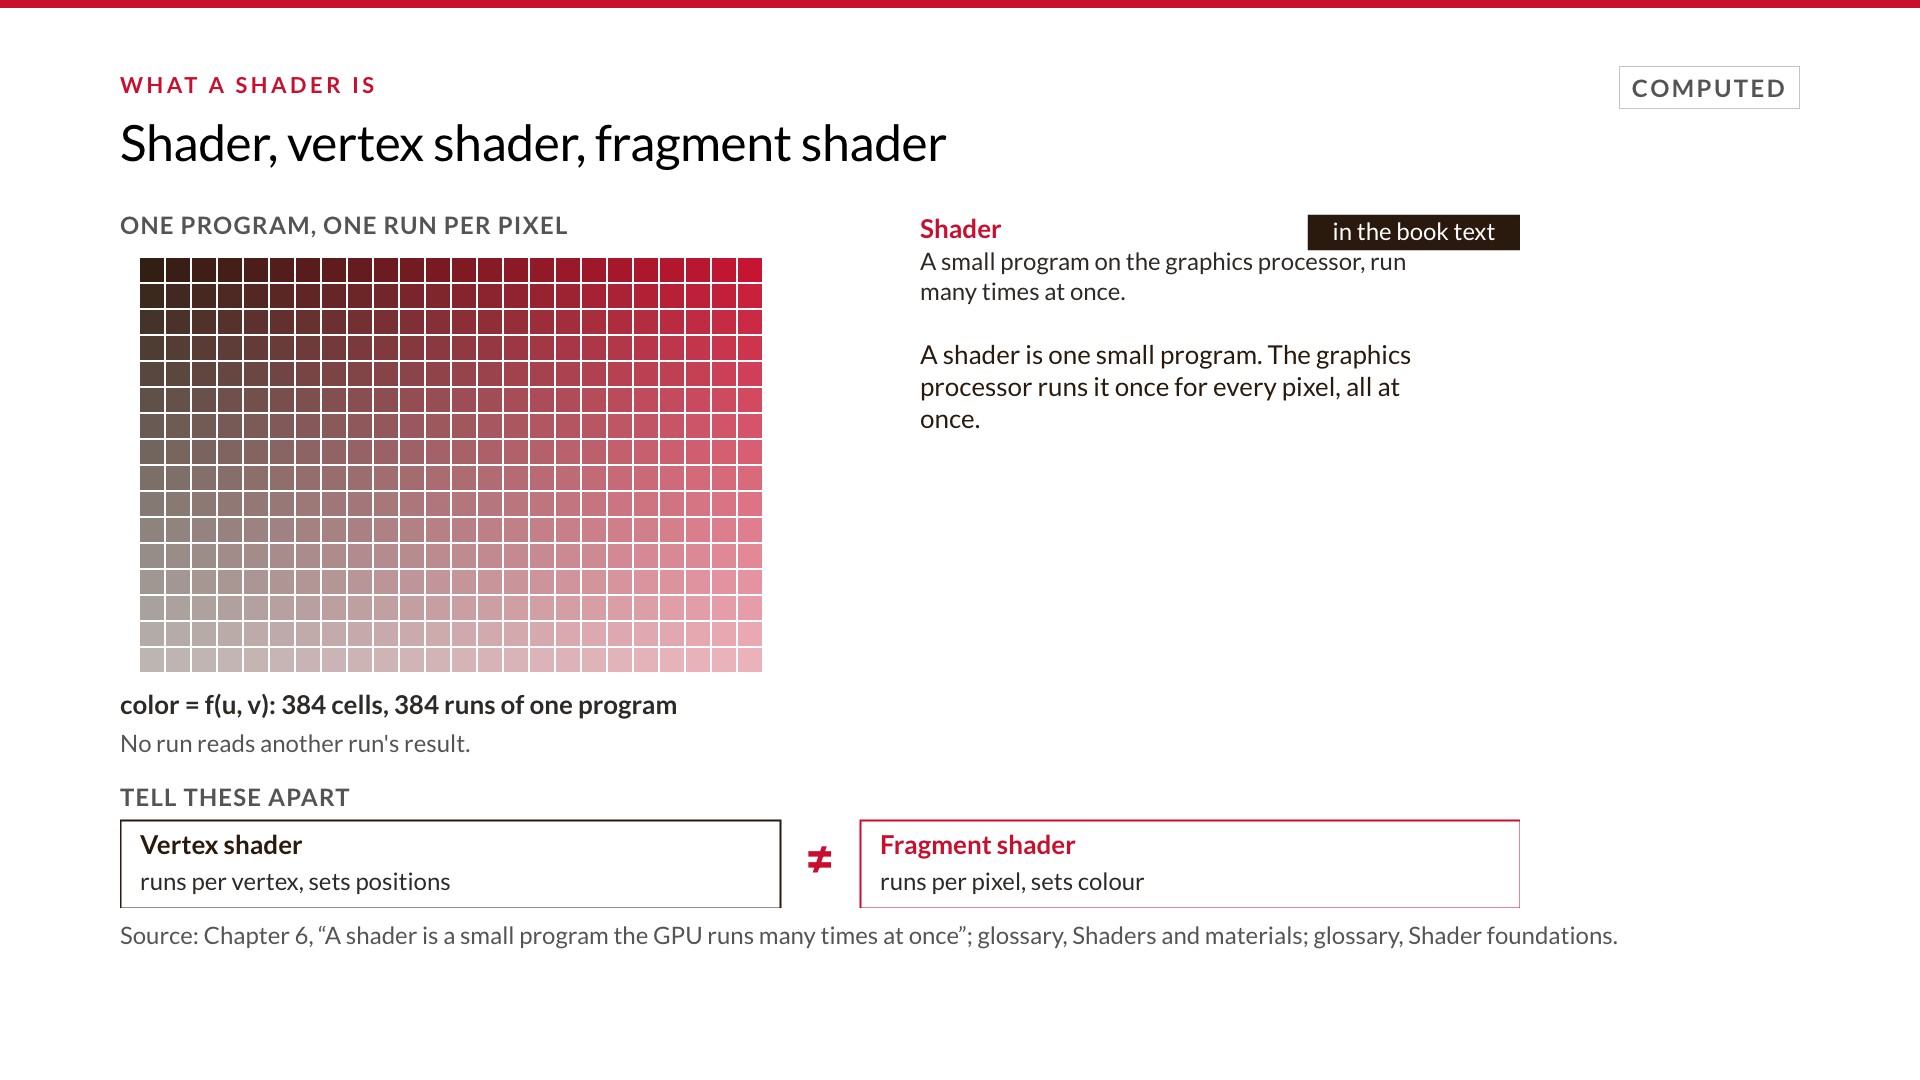 WHAT A SHADER IS
COMPUTED
Shader, vertex shader, fragment shader
ONE PROGRAM, ONE RUN PER PIXEL
Shader
in the book text
A small program on the graphics processor, run
many times at once.
A shader is one small program. The graphics
processor runs it once for every pixel, all at
once.
color = f(u, v): 384 cells, 384 runs of one program
No run reads another run's result.
TELL THESE APART
Vertex shader
runs per vertex, sets positions
≠
Fragment shader
runs per pixel, sets colour
Source: Chapter 6, “A shader is a small program the GPU runs many times at once”; glossary, Shaders and materials; glossary, Shader foundations.